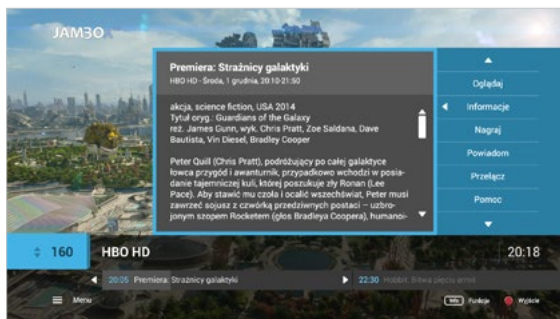 JAMBO
Premiera: Strażnicy galaktyki
HBO HD - Środa, 1 grudnia, 20:10-21:50
akcja, science fiction, USA 2014
Tytuł oryg.: Guardians of the Galaxy
reż. James Gunn, wyk. Chris Pratt, Zoe Saldana, Dave
Bautista, Vin Diesel, Bradley Cooper
Peter Quill (Chris Pratt), podróżujący po całej galaktyce
łowca przygód i awanturnik, przypadkowo wchodzi w posia-
danie tajemniczej kuli, której poszukuje zły Ronan (Lee
Pace). Aby stawić mu czoła i ocalić wszechświat, Peter musi
zawrzeć sojusz z czwórką przedziwnych postaci – uzbro-
jonym szopem Rocketem (głos Bradleya Coopera), humanoi-
Oglądaj
Informacje
Nagraj
Powiadom
Przełącz
Pomoc
160 HBO HD 20:18
20:05 Premiera: Strażnicy galaktyki 22:30 Hobbit: Bitwa pięciu armii
Menu Info Funkcje Wyjście